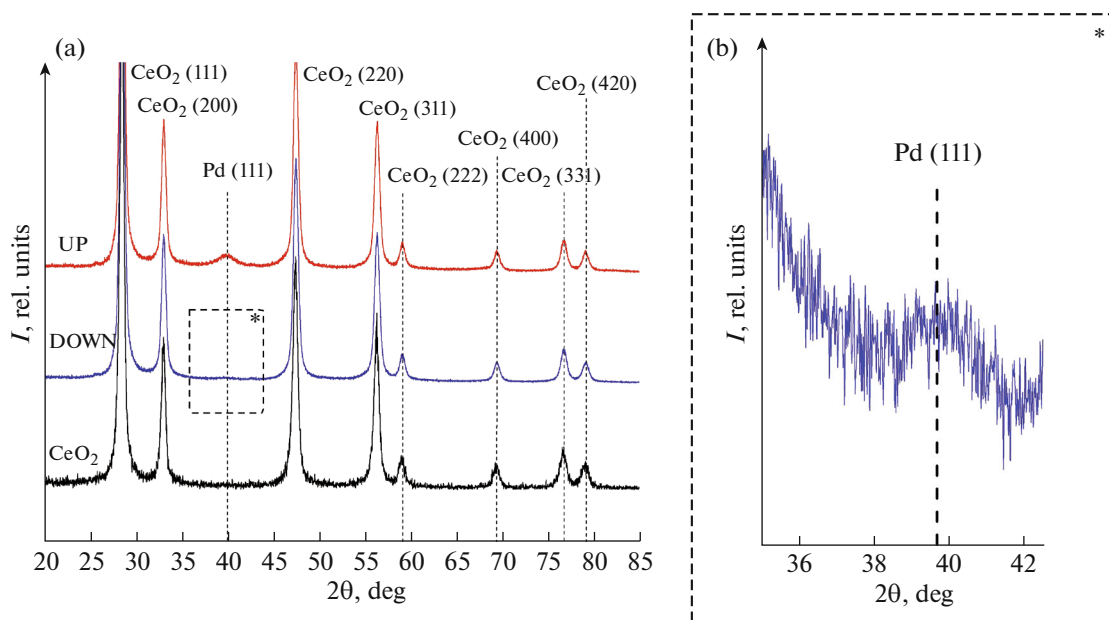 (a)
CeO₂ (111)
CeO₂ (200)
Pd (111)
CeO₂ (220)
CeO₂ (311)
CeO₂ (222)
CeO₂ (400)
CeO₂ (331)
CeO₂ (420)
UP
DOWN
*
CeO₂
I, rel. units
20 25 30 35 40 45 50 55 60 65 70 75 80 85
2θ, deg
(b)
*
Pd (111)
I, rel. units
36 38 40 42
2θ, deg